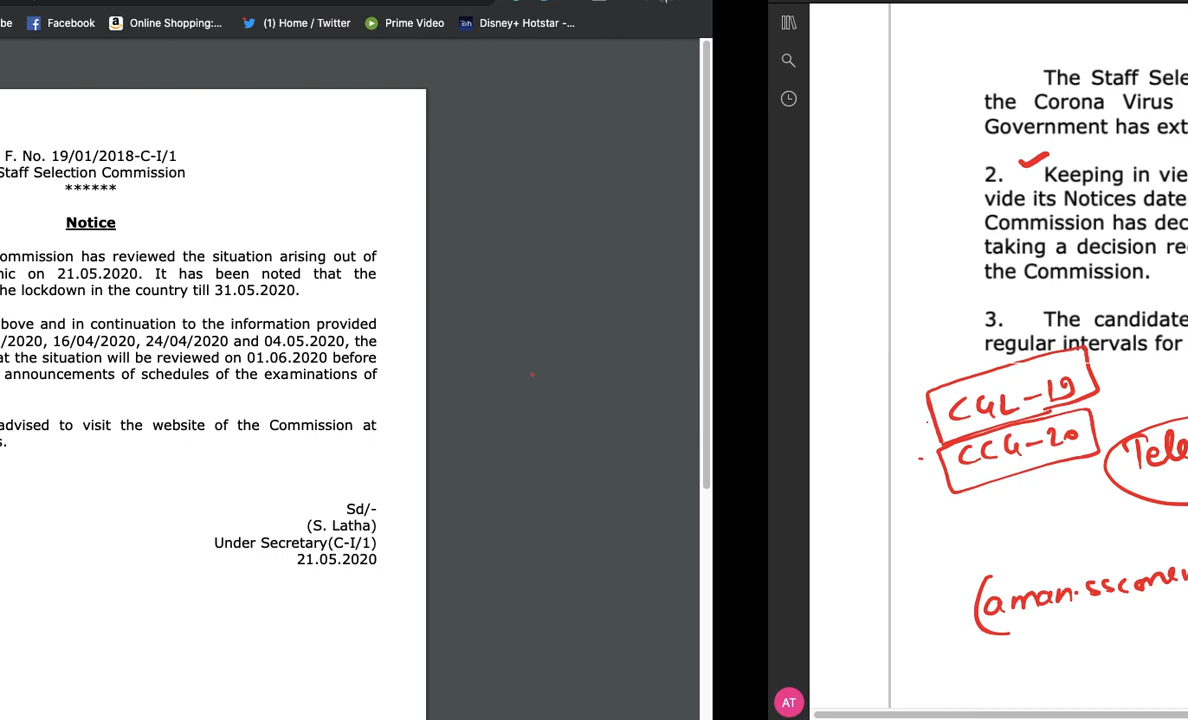 be Facebook Online Shopping:... (1) Home / Twitter Prime Video Disney+ Hotstar -...
F. No. 19/01/2018-C-I/1
Staff Selection Commission
******
Notice
ommission has reviewed the situation arising out of
nic on 21.05.2020. It has been noted that the
he lockdown in the country till 31.05.2020.
bove and in continuation to the information provided
/2020, 16/04/2020, 24/04/2020 and 04.05.2020, the
at the situation will be reviewed on 01.06.2020 before
announcements of schedules of the examinations of
advised to visit the website of the Commission at
s.
Sd/-
(S. Latha)
Under Secretary(C-I/1)
21.05.2020
The Staff Sele
the Corona Virus
Government has ext
2. Keeping in vie
vide its Notices date
Commission has dec
taking a decision re
the Commission.
3. The candidate
regular intervals for
CGL-19
CCG-20
Tele
(aman.sscomen
AT